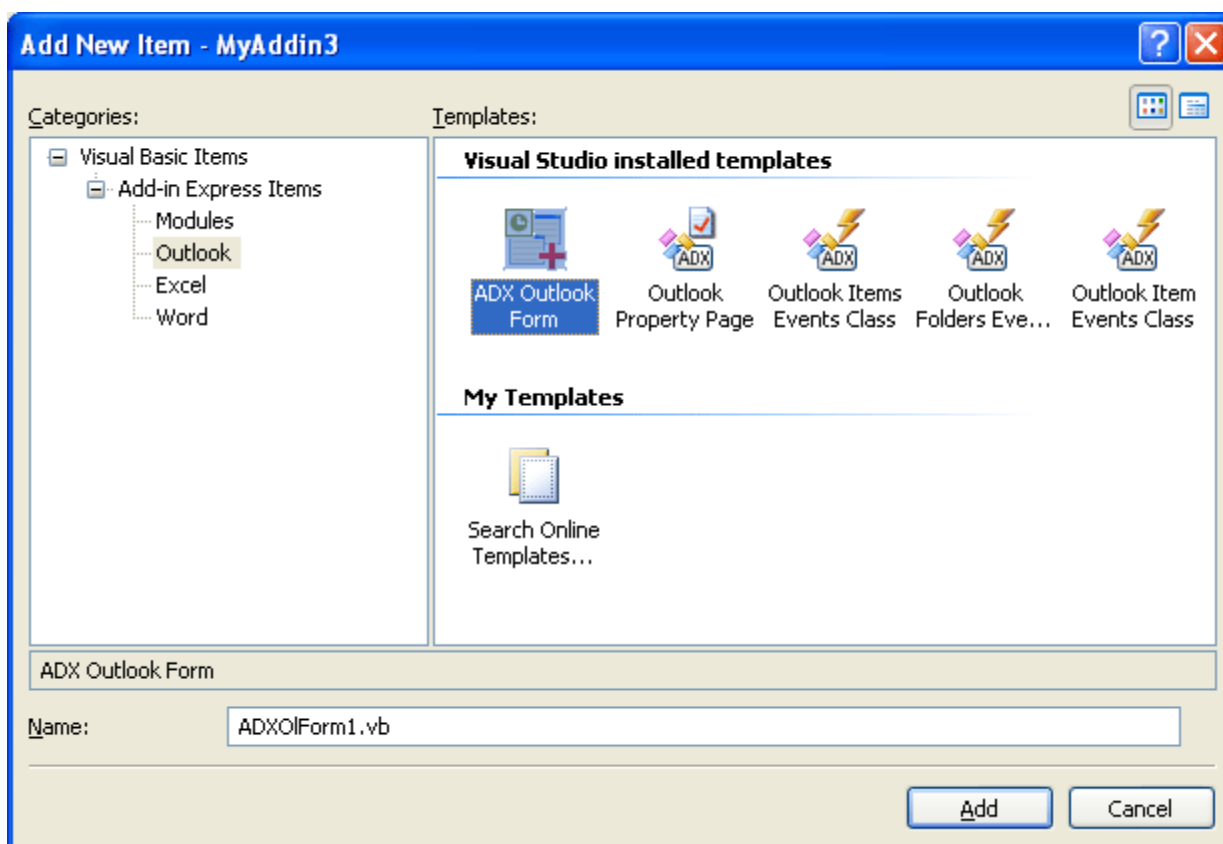 Add New Item - MyAddin3
Categories:
Templates:
Visual Basic Items
Add-in Express Items
Modules
Outlook
Excel
Word
Visual Studio installed templates
ADX Outlook
Form
Outlook
Property Page
ADX
Outlook Items
Events Class
ADX
Outlook
Folders Eve...
ADX
Outlook Item
Events Class
ADX
My Templates
Search Online
Templates...
ADX Outlook Form
Name:
ADXOlForm1.vb
Add
Cancel